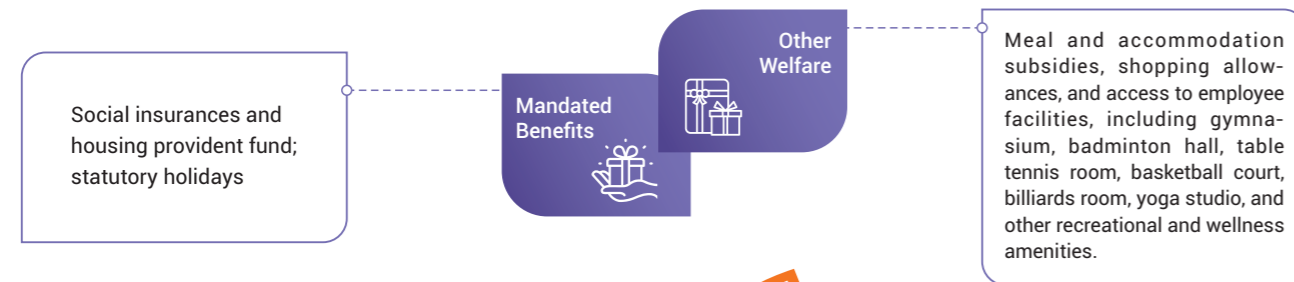 Social insurances and
housing provident fund;
statutory holidays
Mandated
Benefits
Other
Welfare
Meal and accommodation
subsidies, shopping allow-
ances, and access to employee
facilities, including gymna-
sium, badminton hall, table
tennis room, basketball court,
billiards room, yoga studio, and
other recreational and wellness
amenities.